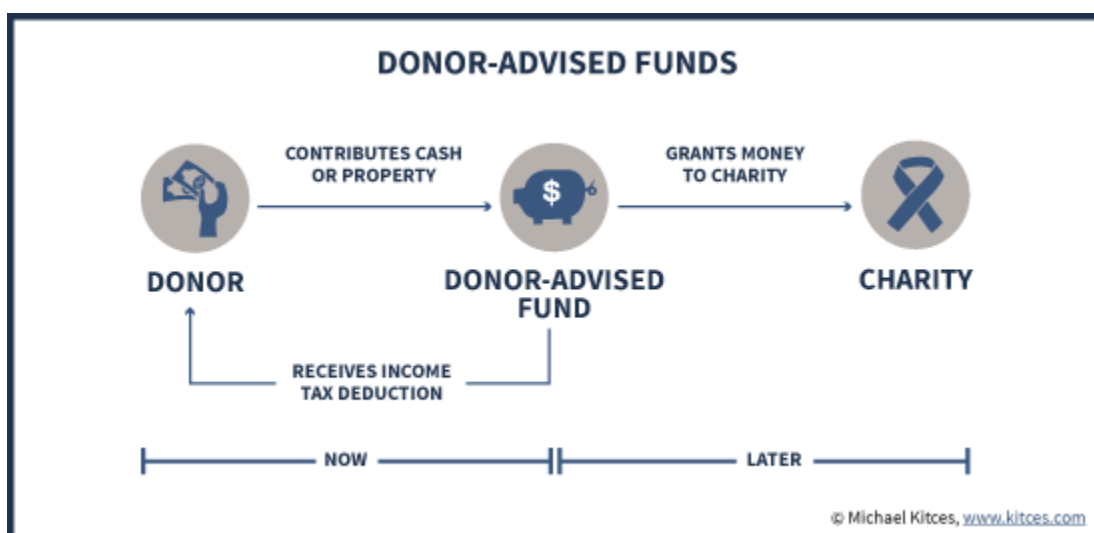 DONOR-ADVISED FUNDS
CONTRIBUTES CASH
OR PROPERTY
GRANTS MONEY
TO CHARITY
$
DONOR
DONOR-ADVISED
FUND
CHARITY
RECEIVES INCOME
TAX DEDUCTION
NOW
LATER
© Michael Kitces, www.kitces.com